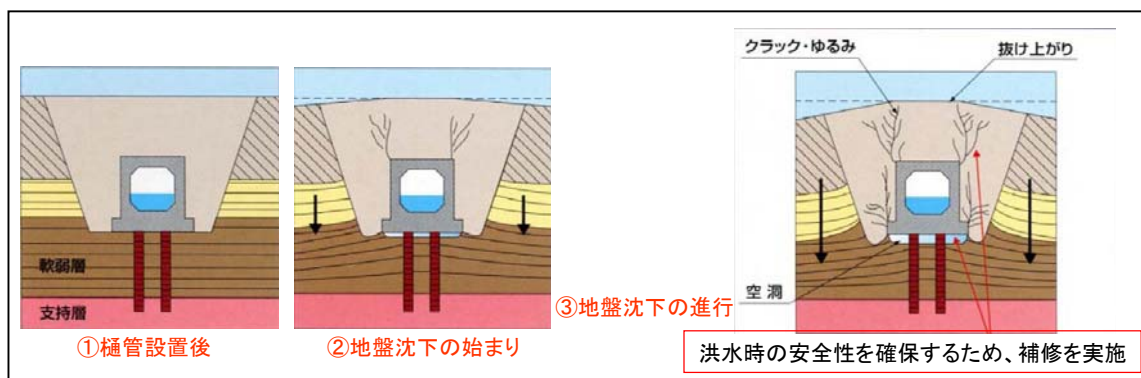 クラック・ゆるみ
抜け上がり
軟弱層
支持層
空洞
①樋管設置後
②地盤沈下の始まり
③地盤沈下の進行
洪水時の安全性を確保するため、補修を実施